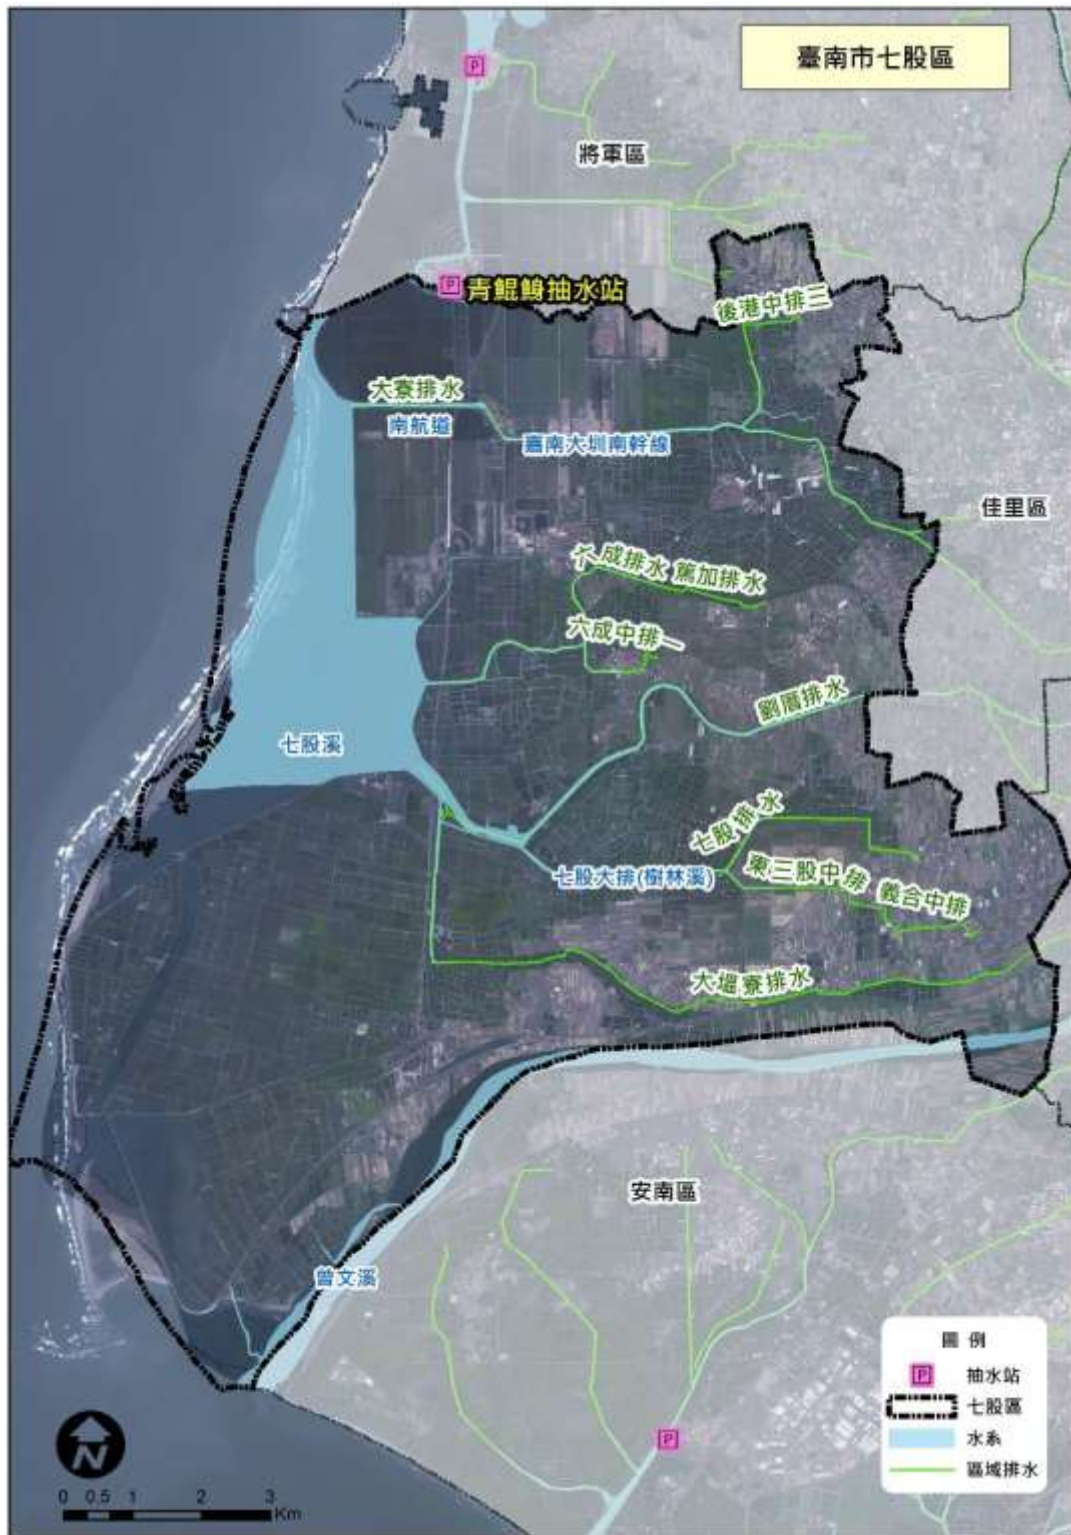 臺南市七股區
P
將軍區
P
青鯤鯓抽水站
後港中排三
大寮排水
南航道
嘉南大圳南幹線
佳里區
大成排水 篤加排水
六成中排一
劉厝排水
七股溪
七股排水
七股大排(樹林溪)
東三股中排 義合中排
大塭寮排水
安南區
曾文溪
圖 例
P 抽水站
七股區
水系
區域排水
P
N
0 0.5 1 2 3
Km